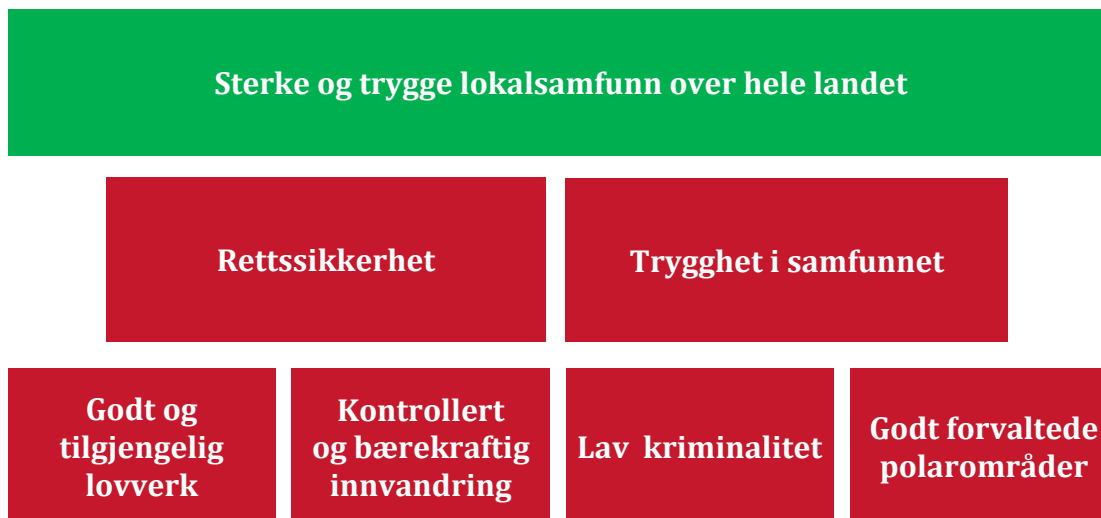 Sterke og trygge lokalsamfunn over hele landet
Rettssikkerhet
Trygghet i samfunnet
Godt og
tilgjengelig
lovverk
Kontrollert
og bærekraftig
innvandring
Lav kriminalitet
Godt forvaltede
polarområder